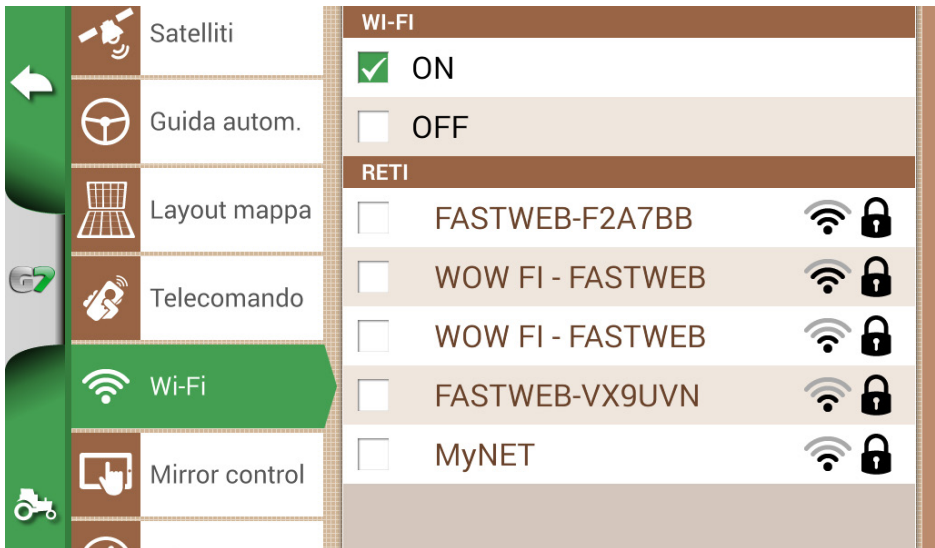 Satelliti
Guida autom.
Layout mappa
G7
Telecomando
Wi-Fi
Mirror control
WI-FI
ON
OFF
RETI
FASTWEB-F2A7BB
WOW FI - FASTWEB
WOW FI - FASTWEB
FASTWEB-VX9UVN
MyNET